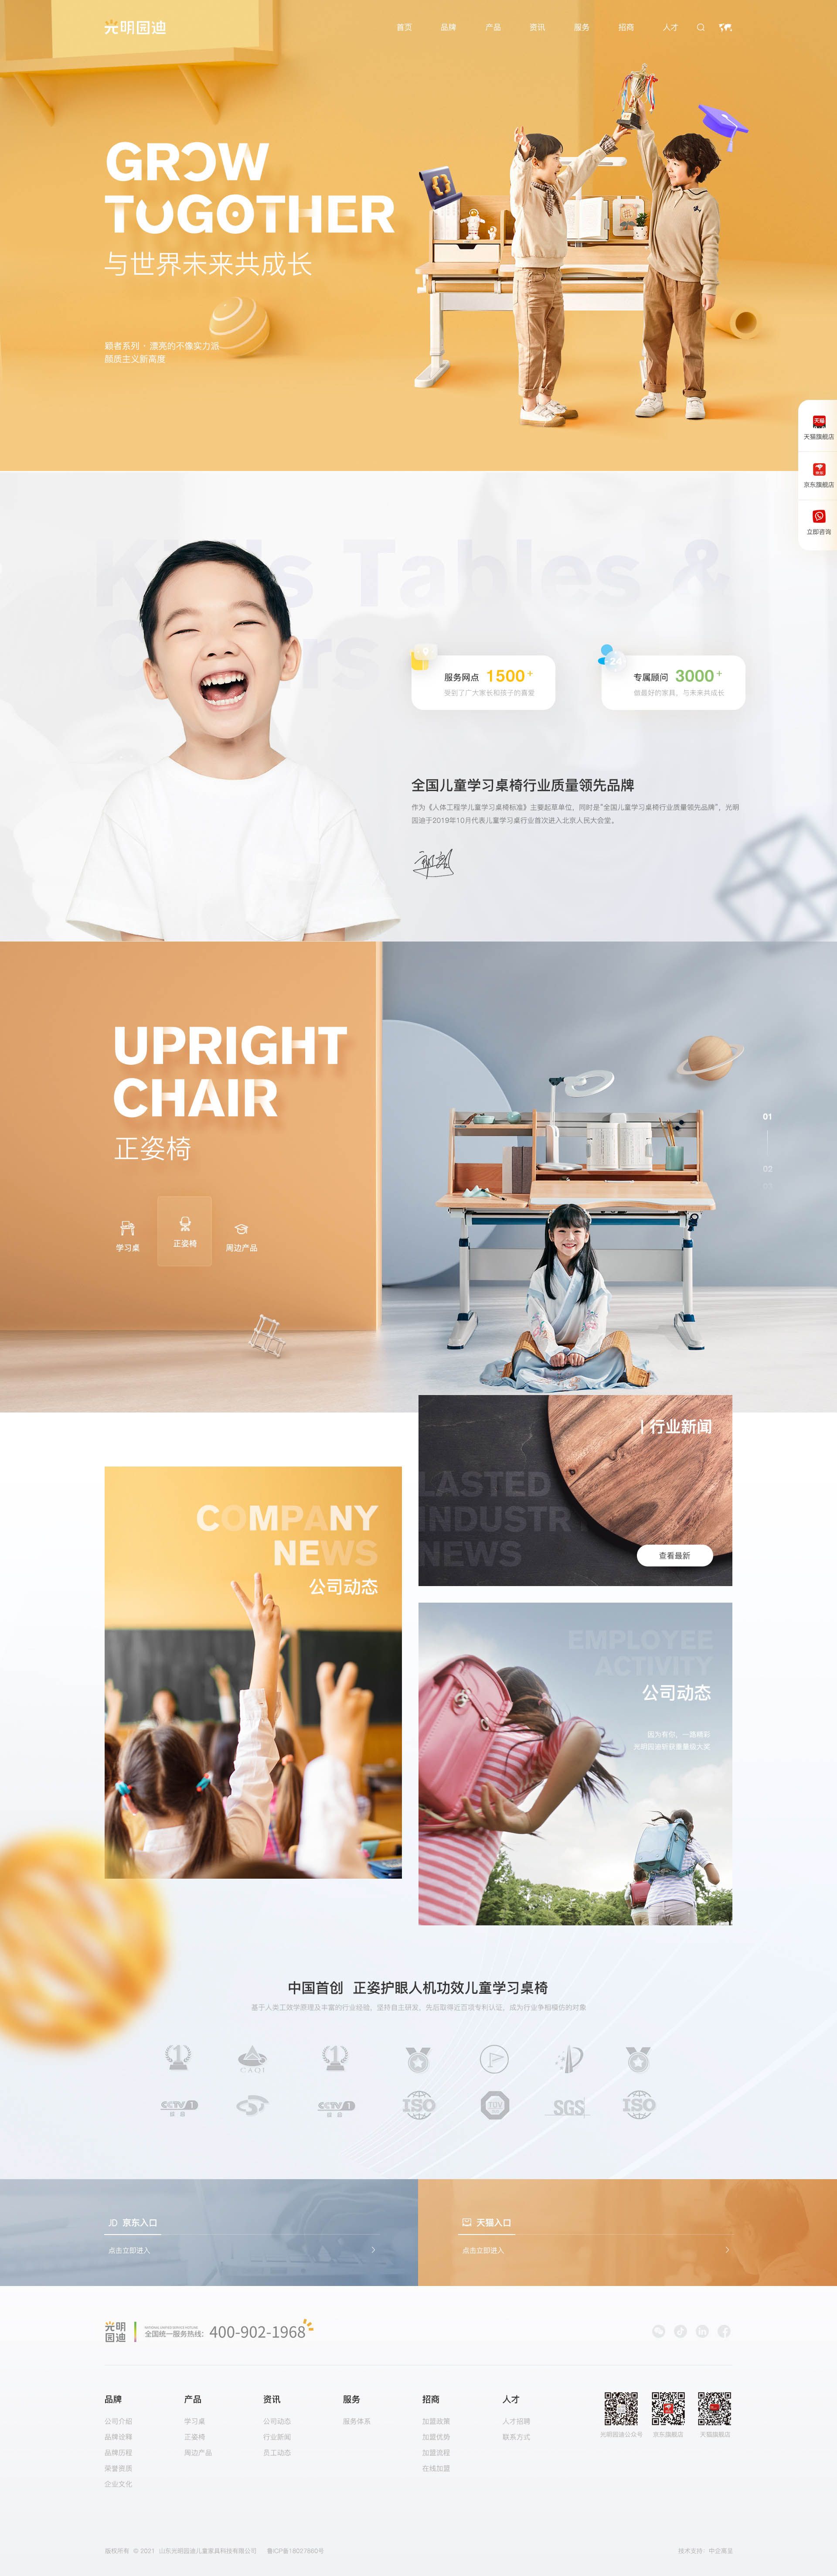 光明园迪
首页 品牌 产品 资讯 服务 招商 人才
GROW
TOGOTHER
与世界未来共成长
颖者系列 · 漂亮的不像实力派
颜质主义新高度
天猫
天猫旗舰店
京东旗舰店
立即咨询
Kids Tables &
服务网点 1500+
受到了广大家长和孩子的喜爱
24
专属顾问 3000+
做最好的家具，与未来共成长
全国儿童学习桌椅行业质量领先品牌
作为《人体工程学儿童学习桌椅标准》主要起草单位，同时是“全国儿童学习桌椅行业质量领先品牌”，光明
园迪于2019年10月代表儿童学习桌行业首次进入北京人民大会堂。
UPRIGHT
CHAIR
正姿椅
学习桌
正姿椅
周边产品
01
02
行业新闻
LASTED
INDUSTR
NEWS
查看最新
COMPANY
NEWS
公司动态
EMPLOYEE
ACTIVITY
公司动态
因为有你，一路精彩
光明园迪斩获重量级大奖
中国首创 正姿护眼人机功效儿童学习桌椅
基于人类工效学原理及丰富的行业经验，坚持自主研发，先后取得近百项专利认证，成为行业争相模仿的对象
1
CAQI
1
CCTV 1
CCTV 1
ISO
TÜV
SGS
ISO
JD 京东入口
点击立即进入
天猫入口
点击立即进入
光明
园迪
全国统一服务热线：400-902-1968
品牌
公司介绍
品牌诠释
品牌历程
荣誉资质
企业文化
产品
学习桌
正姿椅
周边产品
资讯
公司动态
行业新闻
员工动态
服务
服务体系
招商
加盟政策
加盟优势
加盟流程
在线加盟
人才
人才招聘
联系方式
光明园迪公众号
京东旗舰店
天猫旗舰店
版权所有 © 2021 山东光明园迪儿童家具科技有限公司 鲁ICP备18027660号
技术支持：中企高呈